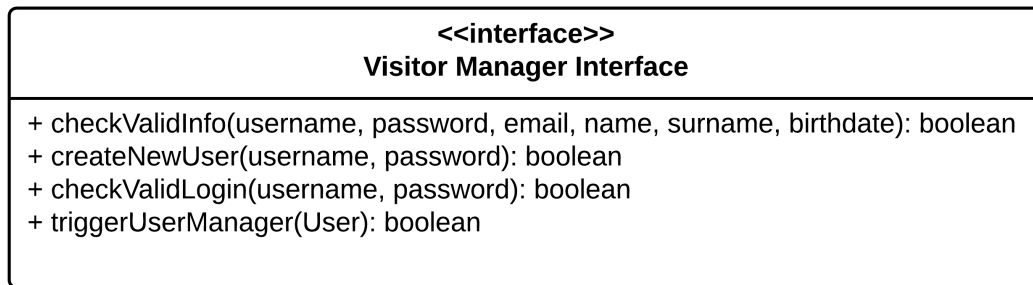 <<interface>>
Visitor Manager Interface
+ checkValidInfo(username, password, email, name, surname, birthdate): boolean
+ createNewUser(username, password): boolean
+ checkValidLogin(username, password): boolean
+ triggerUserManager(User): boolean